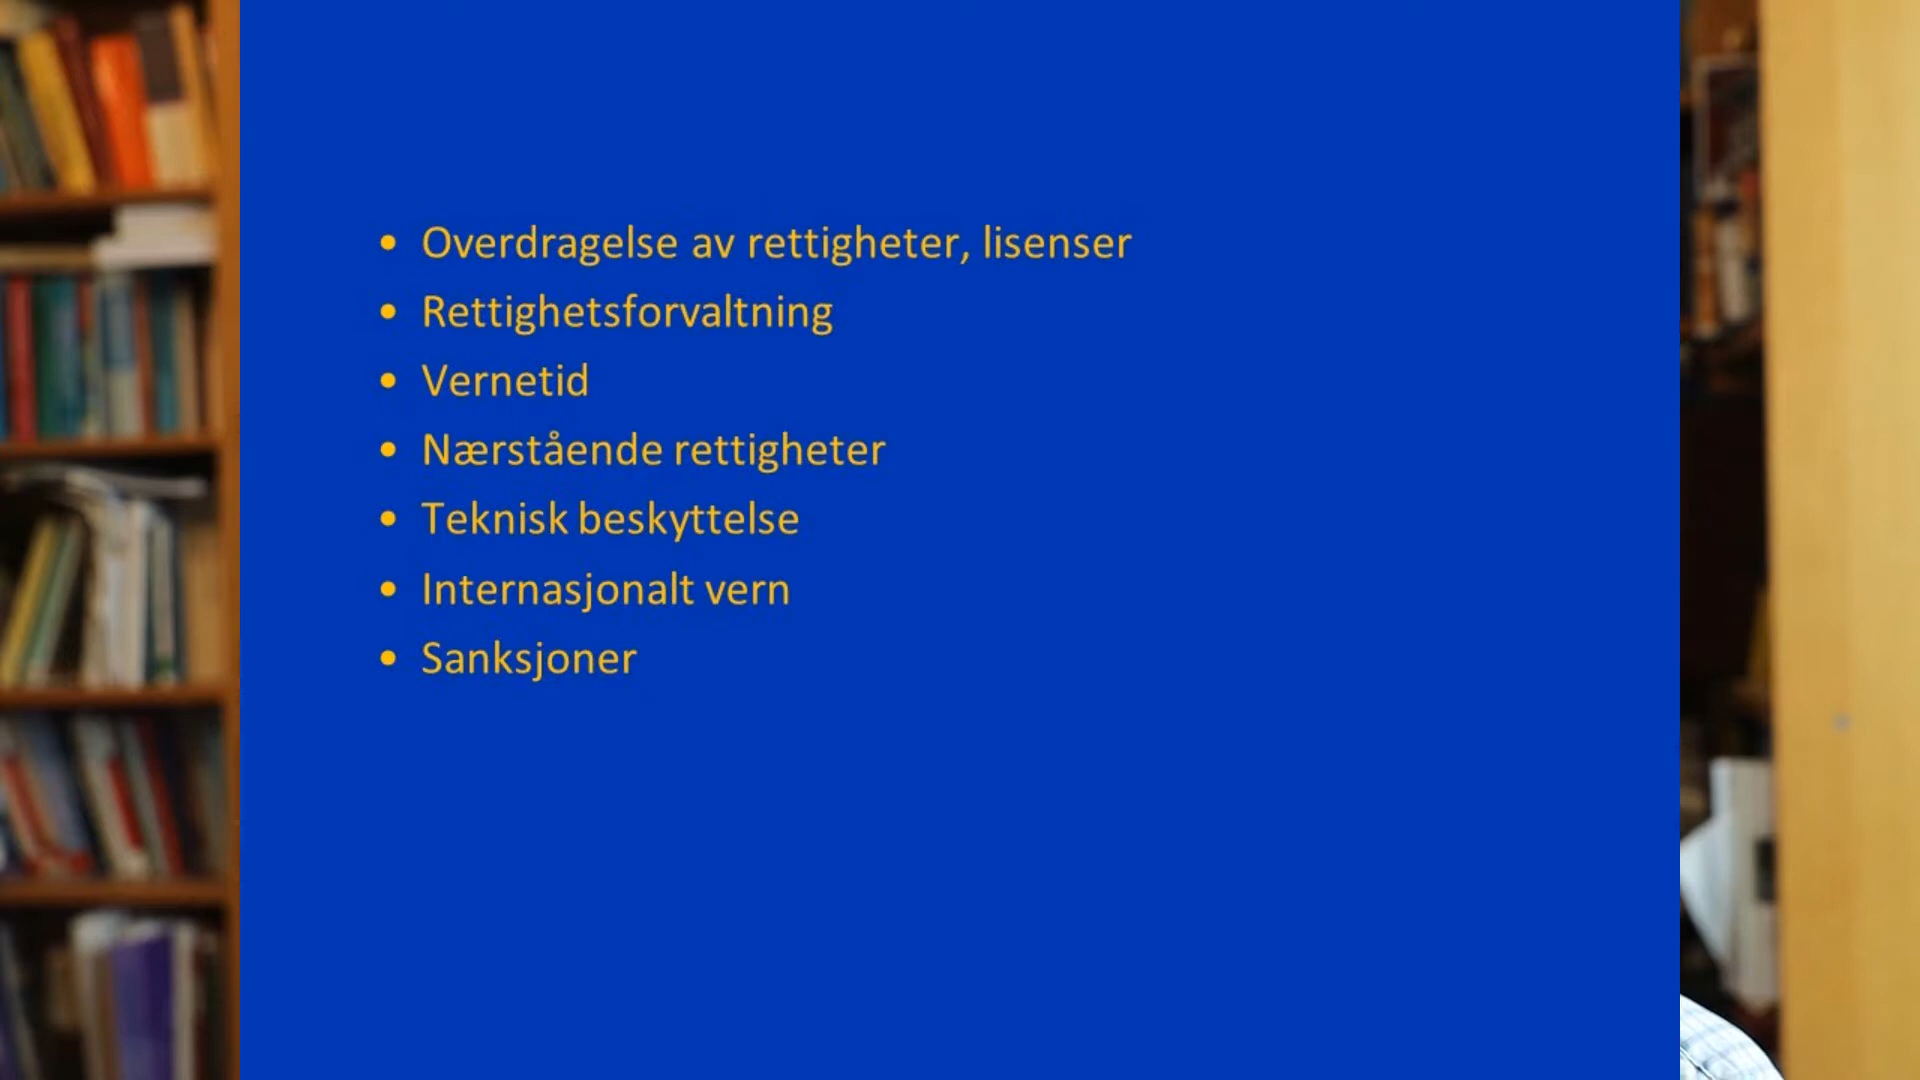 • Overdragelse av rettigheter, lisenser
• Rettighetsforvaltning
• Vernetid
• Nærstående rettigheter
• Teknisk beskyttelse
• Internasjonalt vern
• Sanksjoner